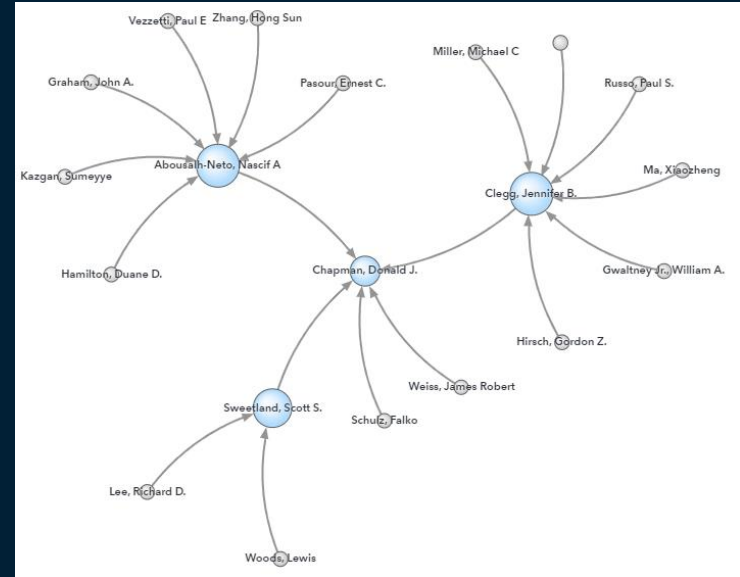 Vezzetti, Paul E
Zhang, Hong Sun
Miller, Michael C
Graham, John A.
Pasour, Ernest C.
Russo, Paul S.
Abousalh-Neto, Nascif A
Kazgan, Sumeyye
Ma, Xiaozheng
Clegg, Jennifer B.
Hamilton, Duane D.
Chapman, Donald J.
Gwaltney Jr., William A.
Hirsch, Gordon Z.
Weiss, James Robert
Sweetland, Scott S.
Schulz, Falko
Lee, Richard D.
Woods, Lewis